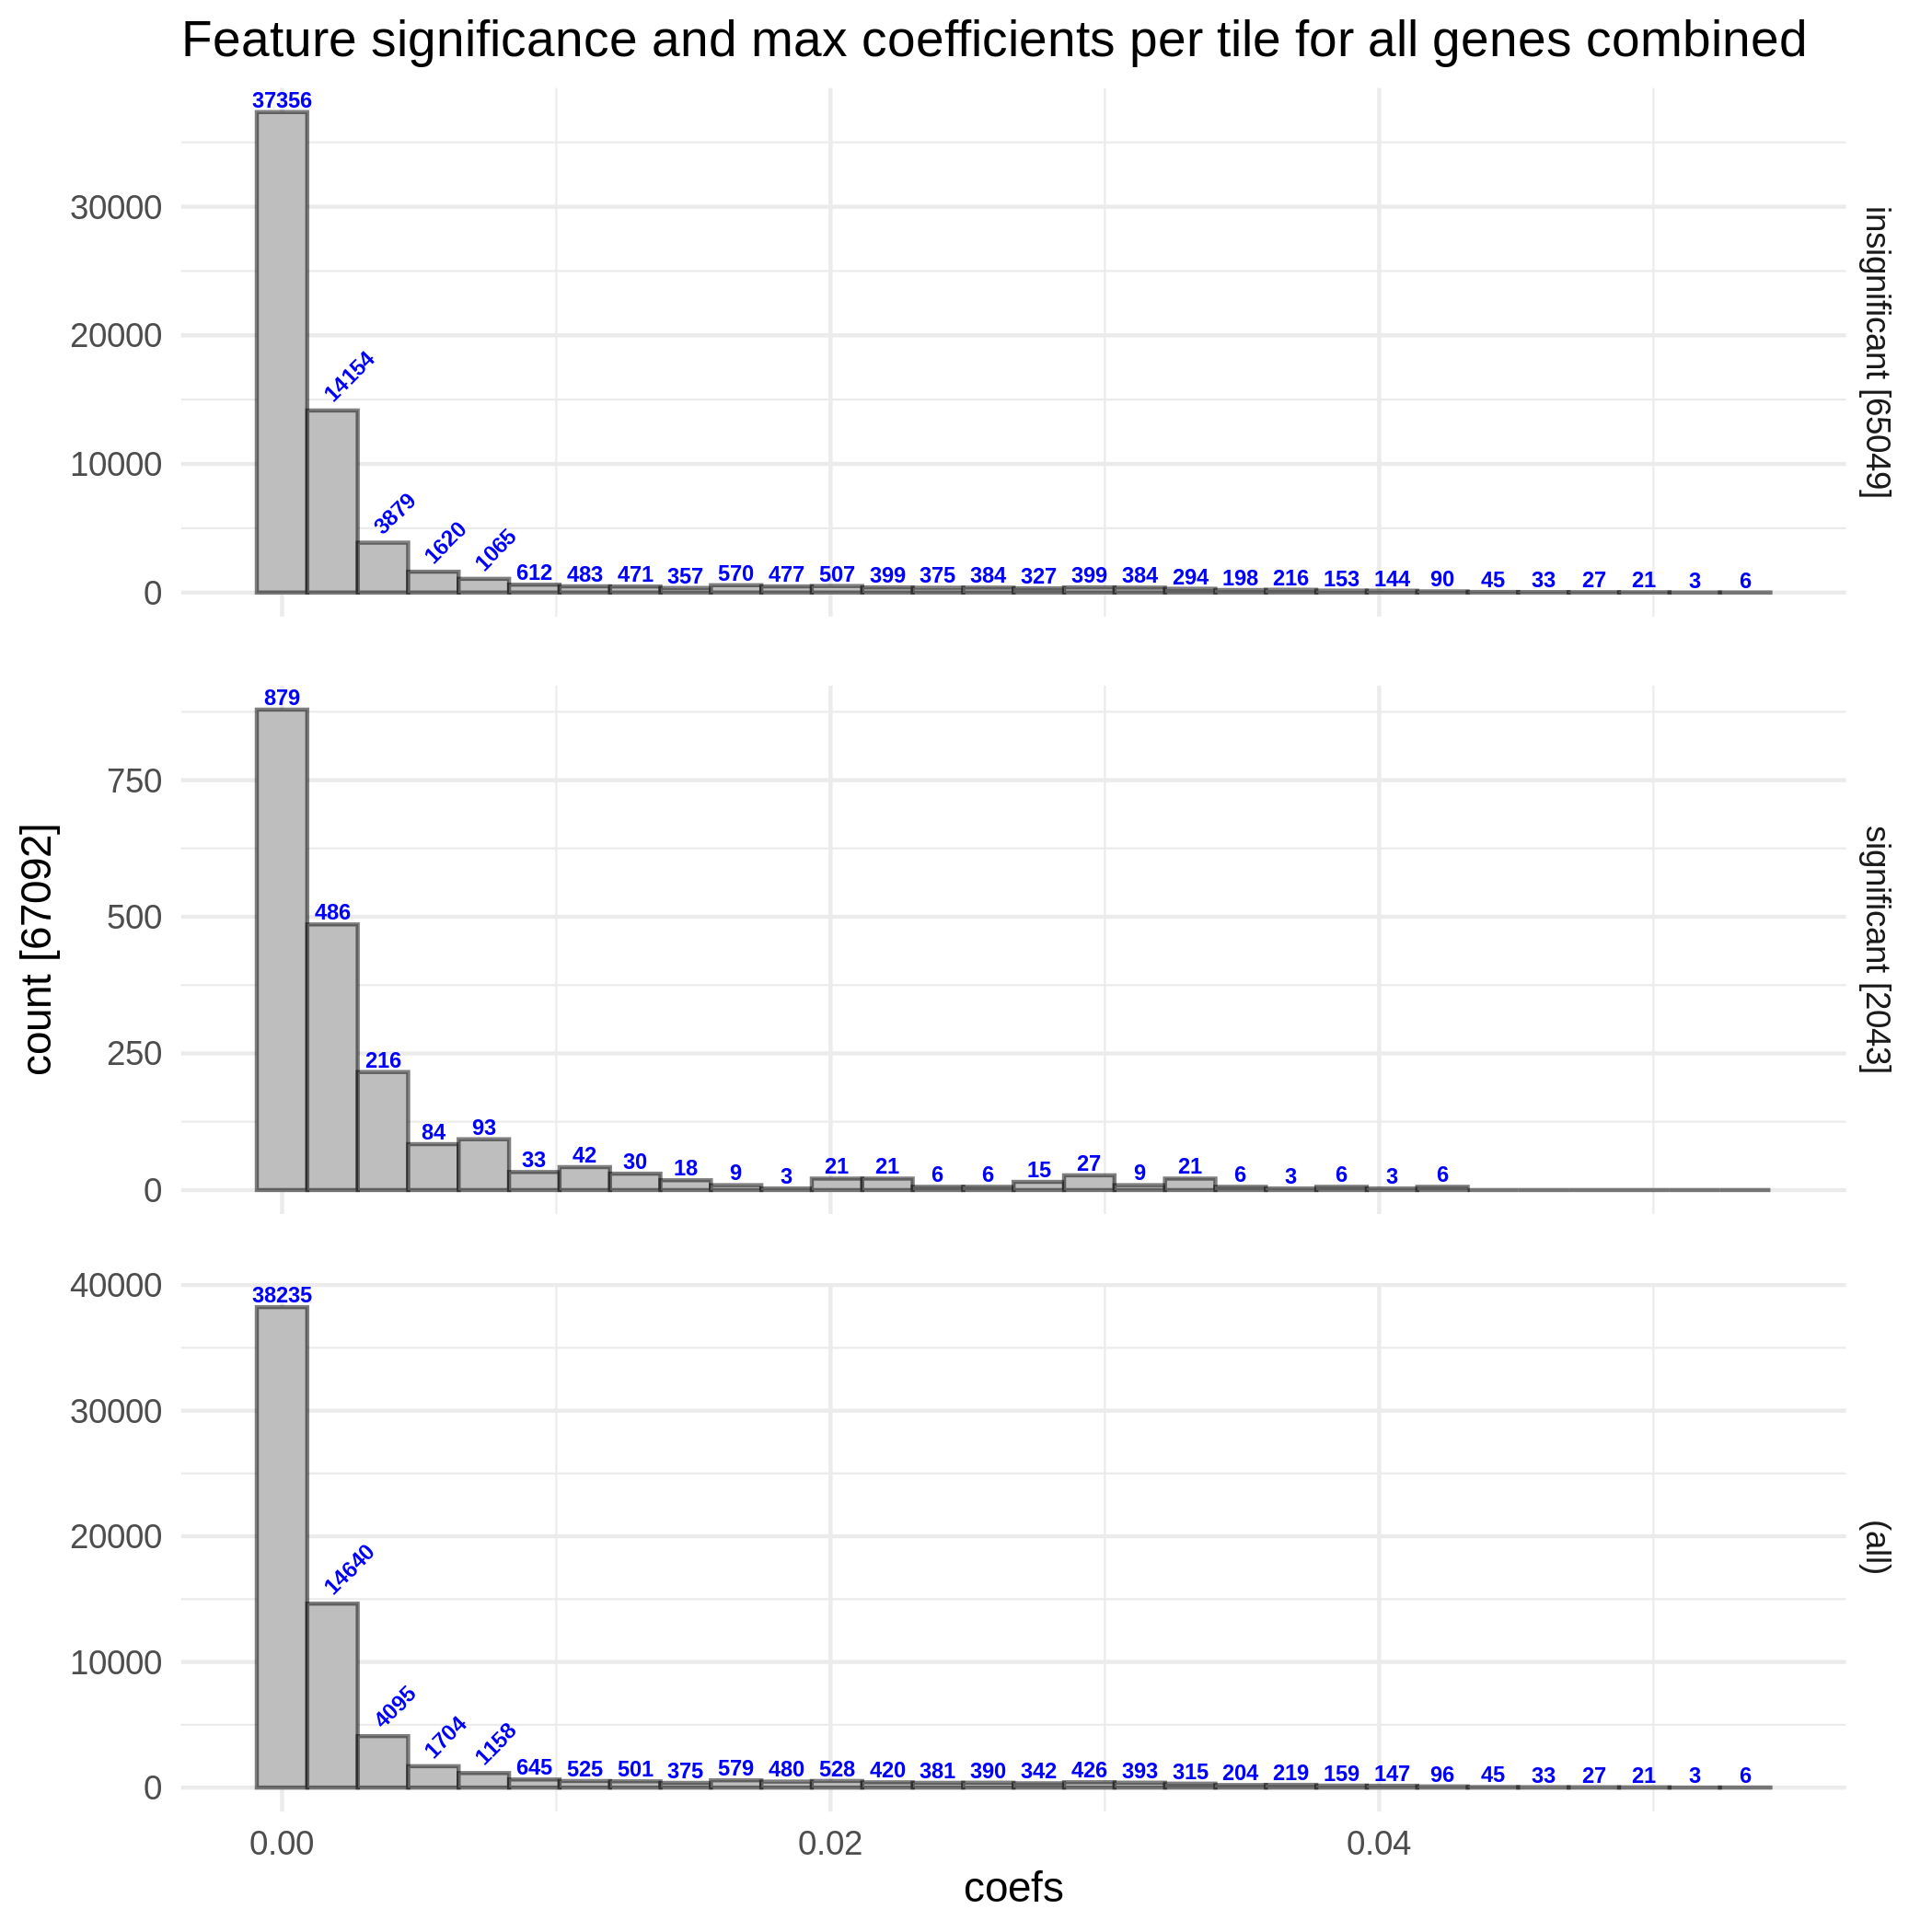 Feature significance and max coefficients per tile for all genes combined
count [67092]
30000
20000
10000
0
37356
14154
3879
1620
1065
612 483 471 357 570 477 507 399 375 384 327 399 384 294 198 216 153 144 90 45 33 27 21 3 6
insignificant [65049]
750
500
250
0
879
486
216
84 93 33 42 30 18 9 3 21 21 6 6 15 27 9 21 6 3 6 3 6
significant [2043]
40000
30000
20000
10000
0
38235
14640
4095
1704
1158
645 525 501 375 579 480 528 420 381 390 342 426 393 315 204 219 159 147 96 45 33 27 21 3 6
(all)
0.00 0.02 0.04
coefs